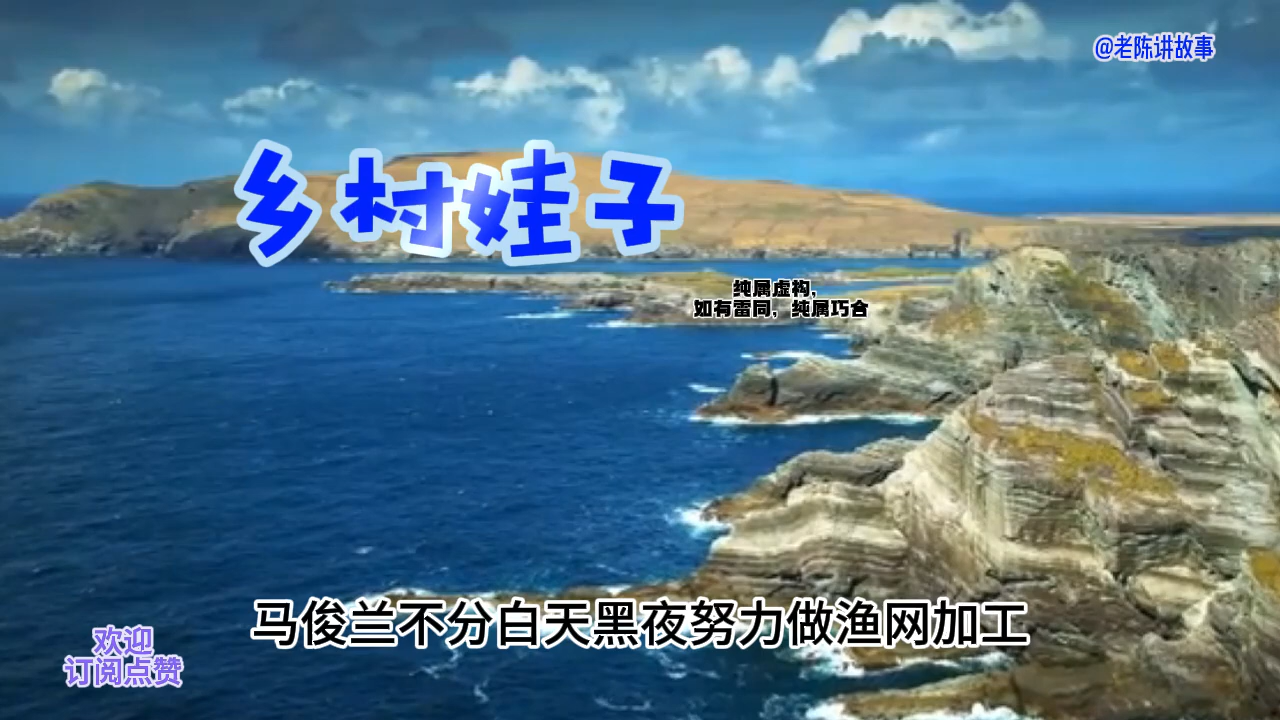 @老陈讲故事
乡村娃子
纯属虚构，
如有雷同，纯属巧合
马俊兰不分白天黑夜努力做渔网加工
欢迎
订阅点赞